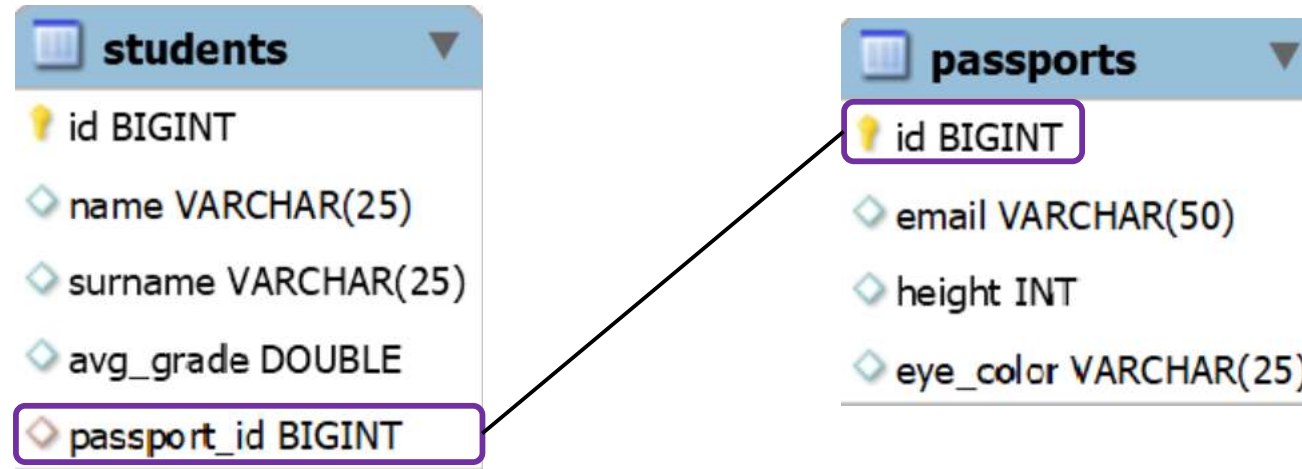 students
id BIGINT
name VARCHAR(25)
surname VARCHAR(25)
avg_grade DOUBLE
passport_id BIGINT
passports
id BIGINT
email VARCHAR(50)
height INT
eye_color VARCHAR(25)